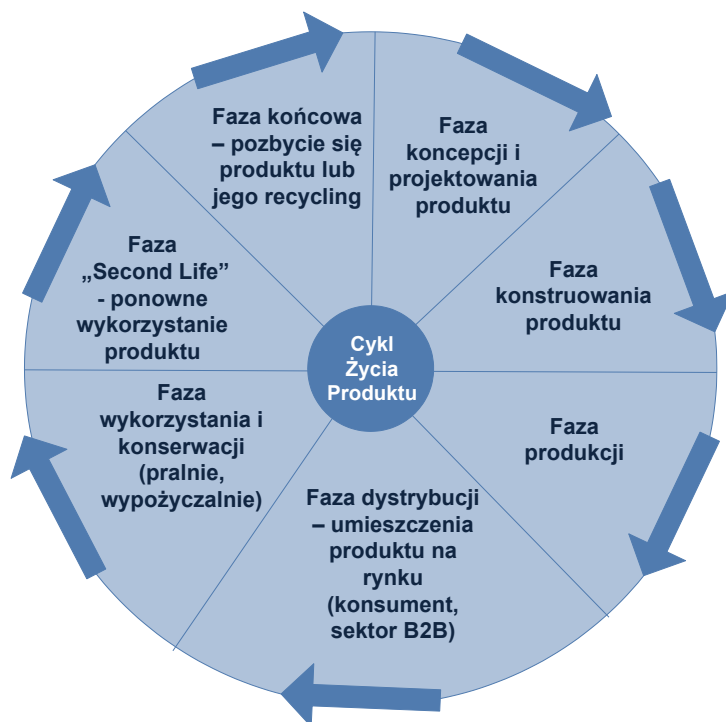 Faza końcowa
– pozbycie się
produktu lub
jego recycling
Faza
koncepcji i
projektowania
produktu
Faza
konstruowania
produktu
Faza
produkcji
Faza dystrybucji
– umieszczenia
produktu na
rynku
(konsument,
sektor B2B)
Faza
wykorzystania i
konserwacji
(pralnie,
wypożyczalnie)
Faza
„Second Life”
- ponowne
wykorzystanie
produktu
Cykl
Życia
Produktu